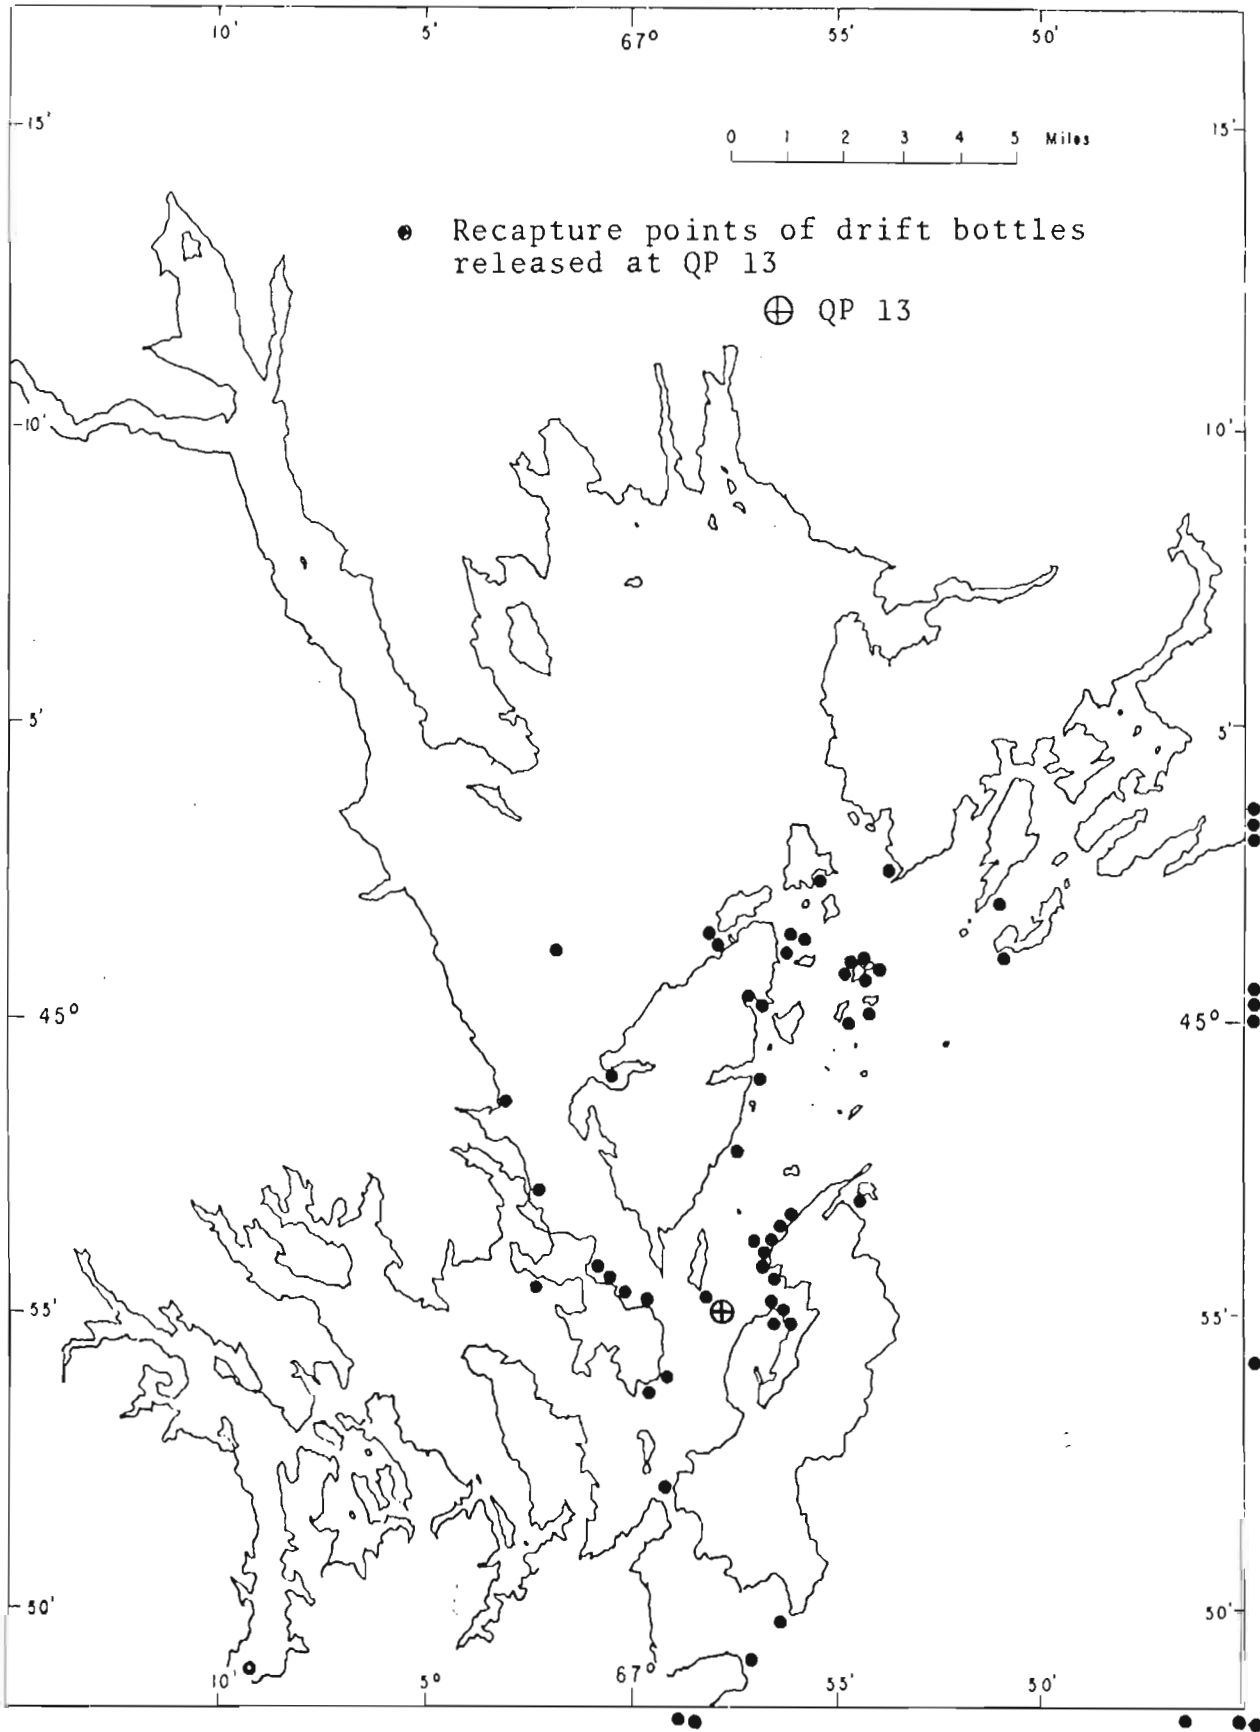 10' 5' 67° 55' 50'
15' 15'
0 1 2 3 4 5 Miles
Recapture points of drift bottles
released at QP 13
QP 13
10' 10'
5' 5'
45° 45°
55' 55'
50' 50'
10' 5° 67° 55' 50'